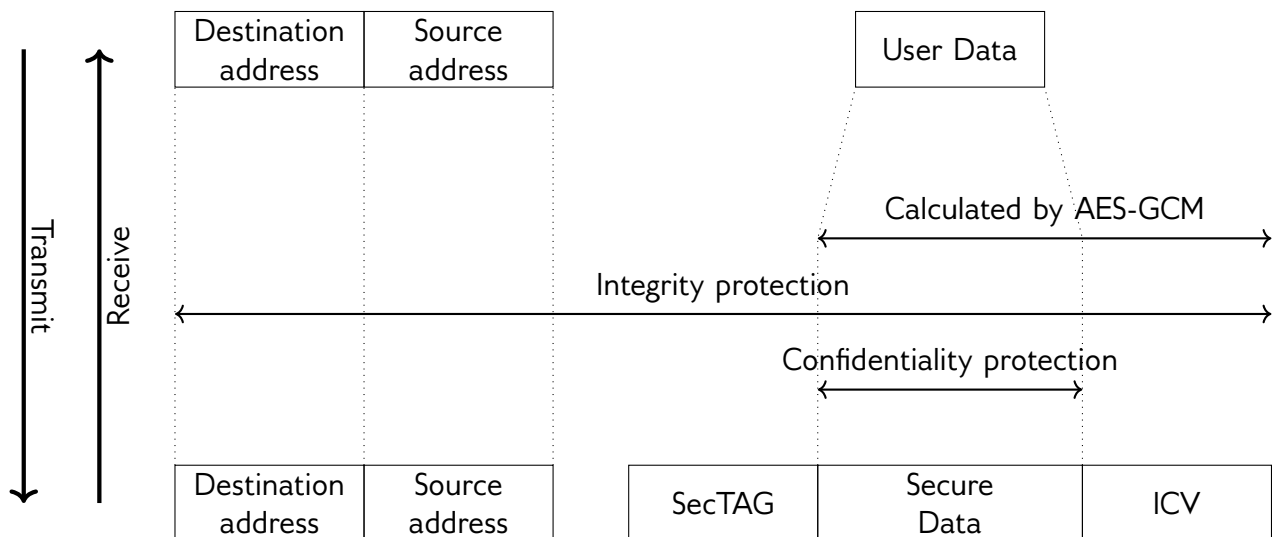 Destination
address
Source
address
User Data
Transmit
Receive
Calculated by AES-GCM
Integrity protection
Confidentiality protection
Destination
address
Source
address
SecTAG
Secure
Data
ICV